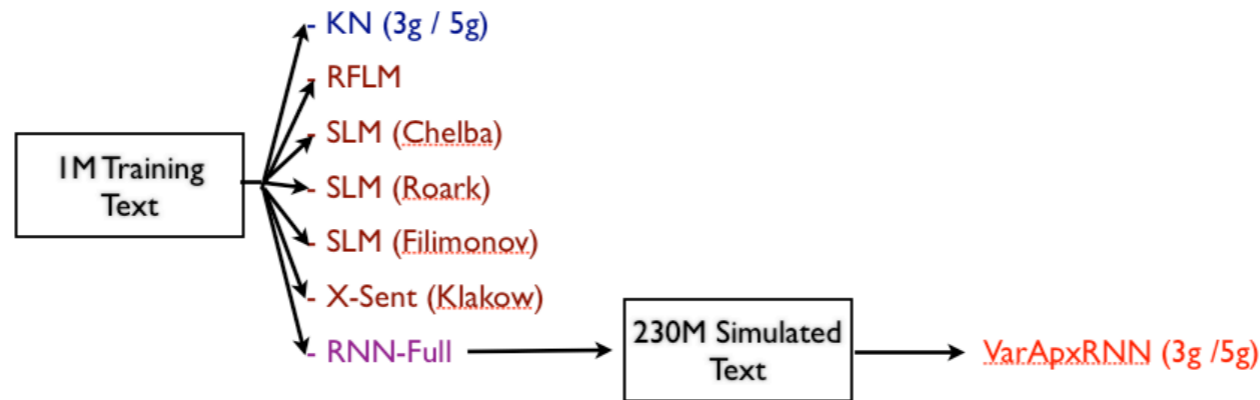 - KN (3g / 5g)
- RFLM
- SLM (Chelba)
- SLM (Roark)
- SLM (Filimonov)
- X-Sent (Klakow)
- RNN-Full
1M Training
Text
230M Simulated
Text
VarApxRNN (3g /5g)